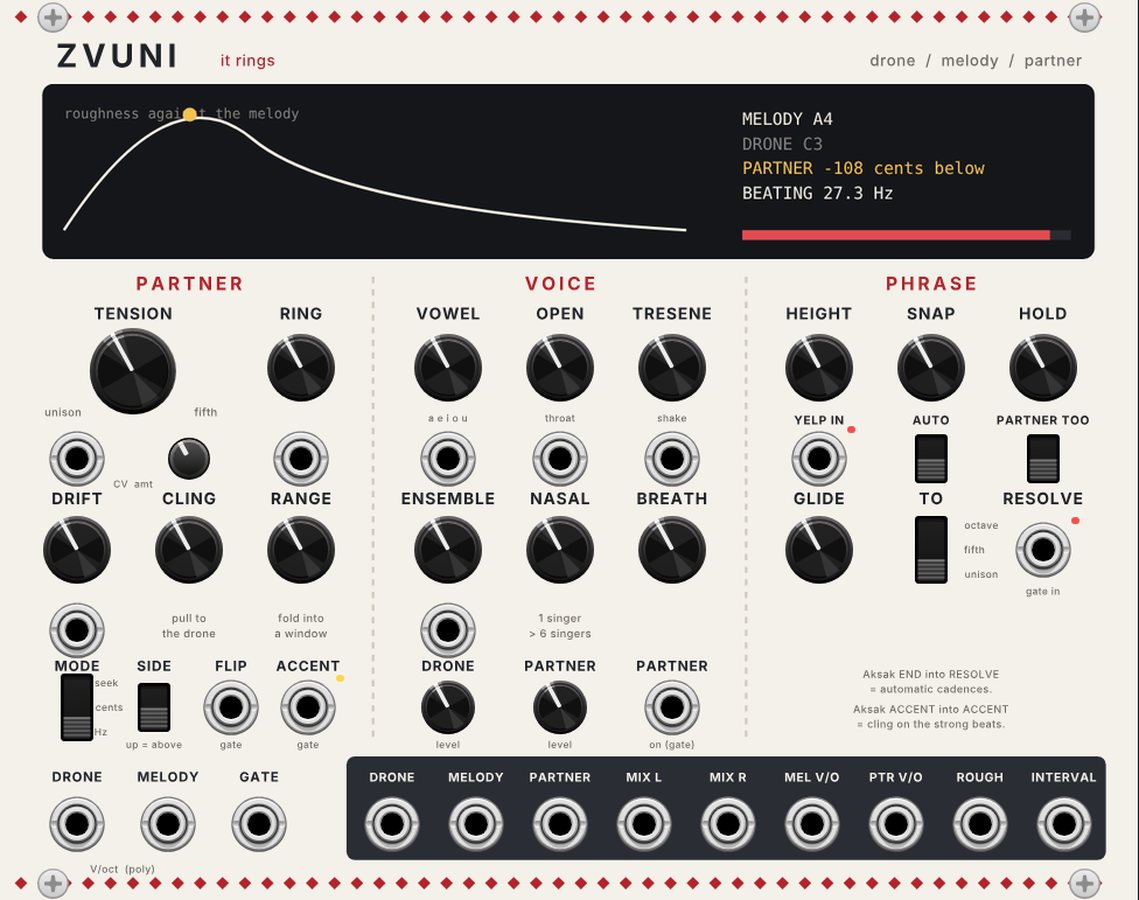 ZVUNI it rings drone / melody / partner
roughness against the melody
MELODY A4
DRONE C3
PARTNER -108 cents below
BEATING 27.3 Hz
PARTNER VOICE PHRASE
TENSION RING VOWEL OPEN TRESENE HEIGHT SNAP HOLD
unison fifth a e i o u throat shake YELP IN AUTO PARTNER TOO
CV amt
DRIFT CLING RANGE ENSEMBLE NASAL BREATH GLIDE TO RESOLVE
octave
fifth
unison
gate in
pull to fold into 1 singer
the drone a window > 6 singers
MODE SIDE FLIP ACCENT DRONE PARTNER PARTNER
seek
cents
Hz
up = above gate gate level level on (gate)
Aksak END into RESOLVE
= automatic cadences.
Aksak ACCENT into ACCENT
= cling on the strong beats.
DRONE MELODY GATE DRONE MELODY PARTNER MIX L MIX R MEL V/O PTR V/O ROUGH INTERVAL
V/oct (poly)